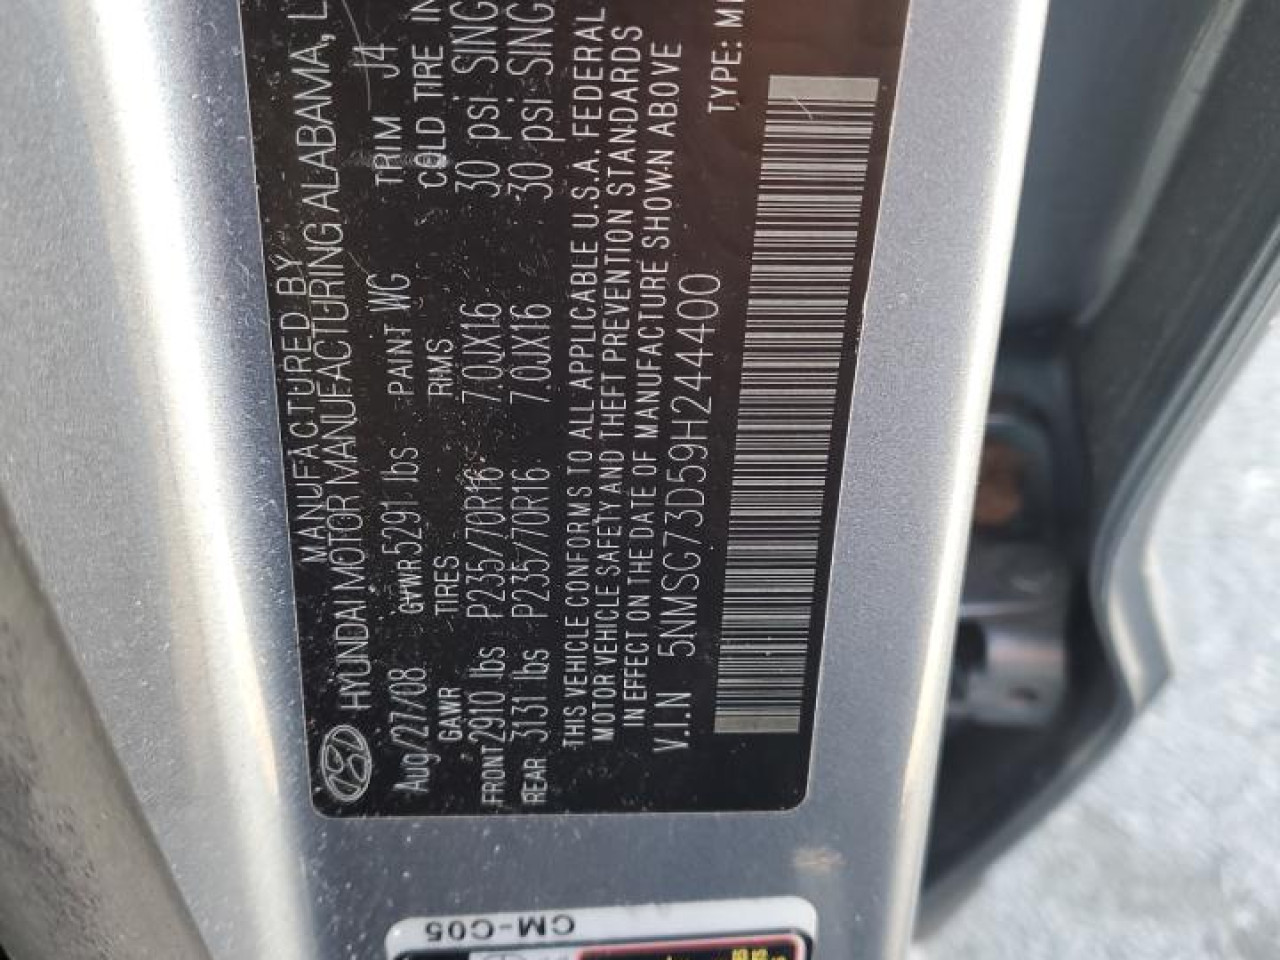 MANUFACTURED BY
HYUNDAI MOTOR MANUFACTURING ALABAMA, L
Aug/27/08 GVWR 5291 lbs PAINT WG TRIM J4
GAWR TIRES RIMS COLD TIRE IN
FRONT 2910 lbs P235/70R16 7.0JX16 30 psi SING
REAR 3131 lbs P235/70R16 7.0JX16 30 psi SING
THIS VEHICLE CONFORMS TO ALL APPLICABLE U.S.A. FEDERAL
MOTOR VEHICLE SAFETY AND THEFT PREVENTION STANDARDS
IN EFFECT ON THE DATE OF MANUFACTURE SHOWN ABOVE
V.I.N 5NMSG73D59H244400 TYPE: M
CM-C05